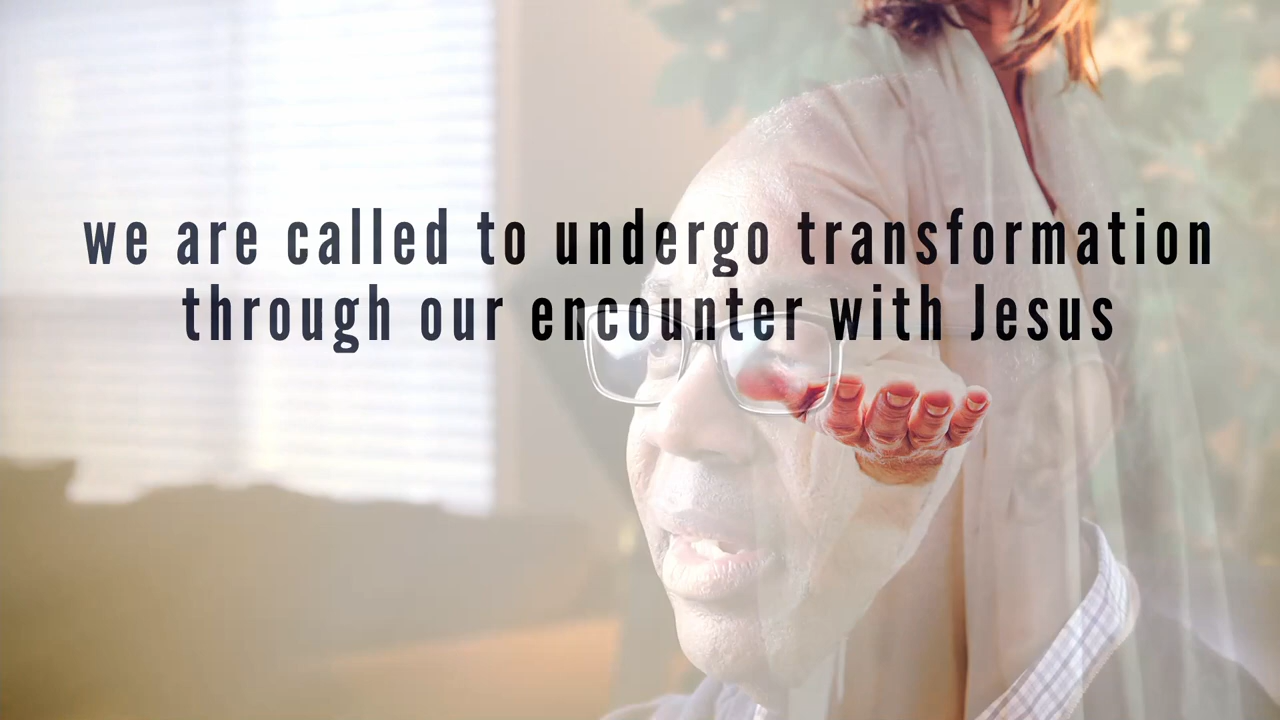 we are called to undergo transformation
through our encounter with Jesus